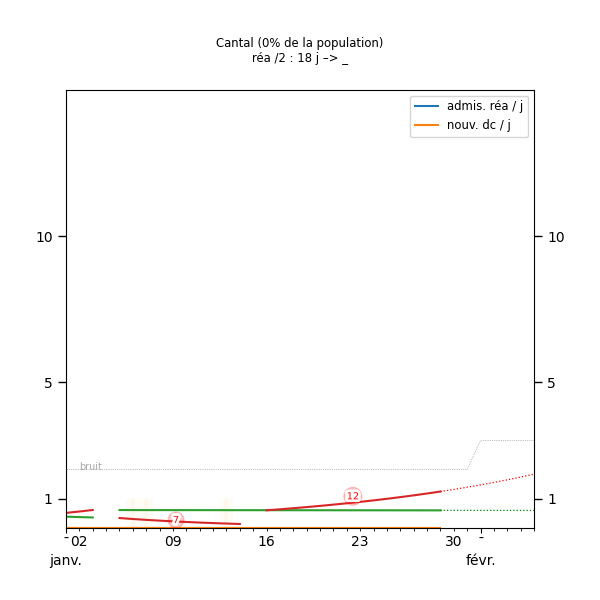 Cantal (0% de la population)
réa /2 : 18 j –> _
admis. réa / j
nouv. dc / j
10 10
5 5
bruit
1 12 1
7
02 09 16 23 30
janv. févr.